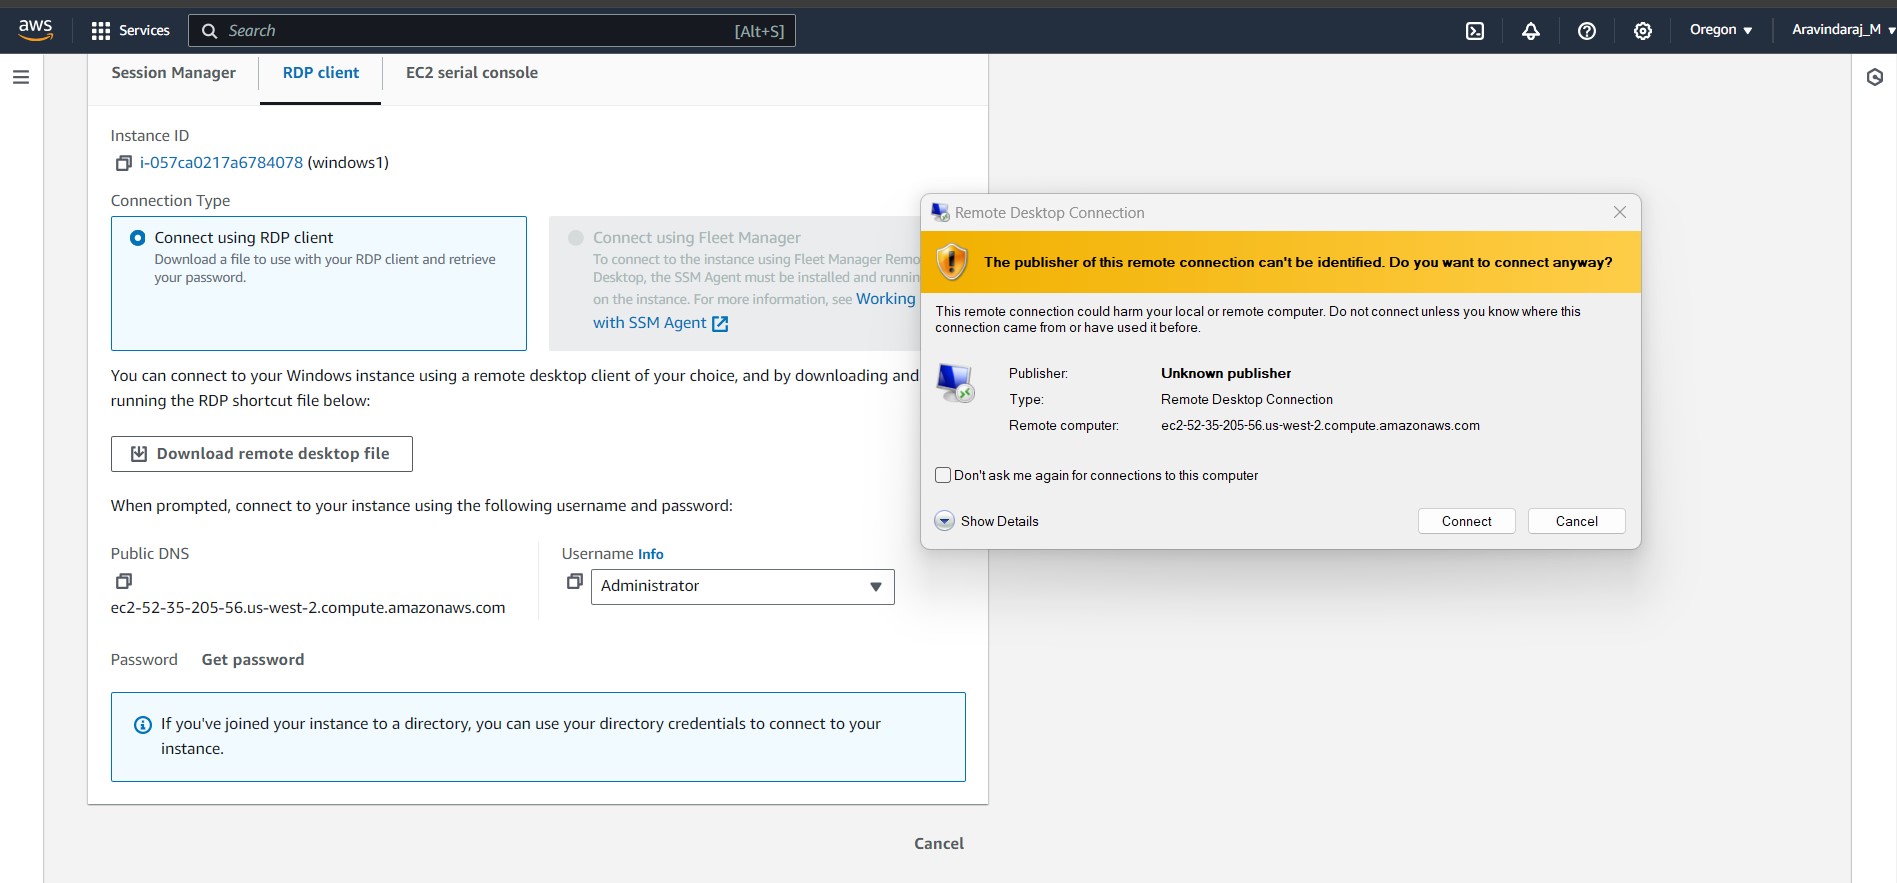 aws
Services
Search
[Alt+S]
Oregon
Aravindaraj_M
Session Manager
RDP client
EC2 serial console
Instance ID
i-057ca0217a6784078 (windows1)
Connection Type
Connect using RDP client
Download a file to use with your RDP client and retrieve
your password.
Connect using Fleet Manager
To connect to the instance using Fleet Manager Remo
Desktop, the SSM Agent must be installed and runnin
on the instance. For more information, see Working
with SSM Agent
You can connect to your Windows instance using a remote desktop client of your choice, and by downloading and
running the RDP shortcut file below:
Download remote desktop file
When prompted, connect to your instance using the following username and password:
Public DNS
ec2-52-35-205-56.us-west-2.compute.amazonaws.com
Username Info
Administrator
Password
Get password
If you've joined your instance to a directory, you can use your directory credentials to connect to your
instance.
Cancel
Remote Desktop Connection
The publisher of this remote connection can't be identified. Do you want to connect anyway?
This remote connection could harm your local or remote computer. Do not connect unless you know where this
connection came from or have used it before.
Publisher:
Unknown publisher
Type:
Remote Desktop Connection
Remote computer:
ec2-52-35-205-56.us-west-2.compute.amazonaws.com
Don't ask me again for connections to this computer
Show Details
Connect
Cancel